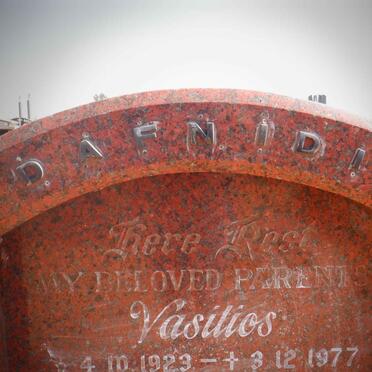 DAFNIDI
Here Rest
MY BELOVED PARENTS
Vasilios
4.10.1923 – + 3.12.1977